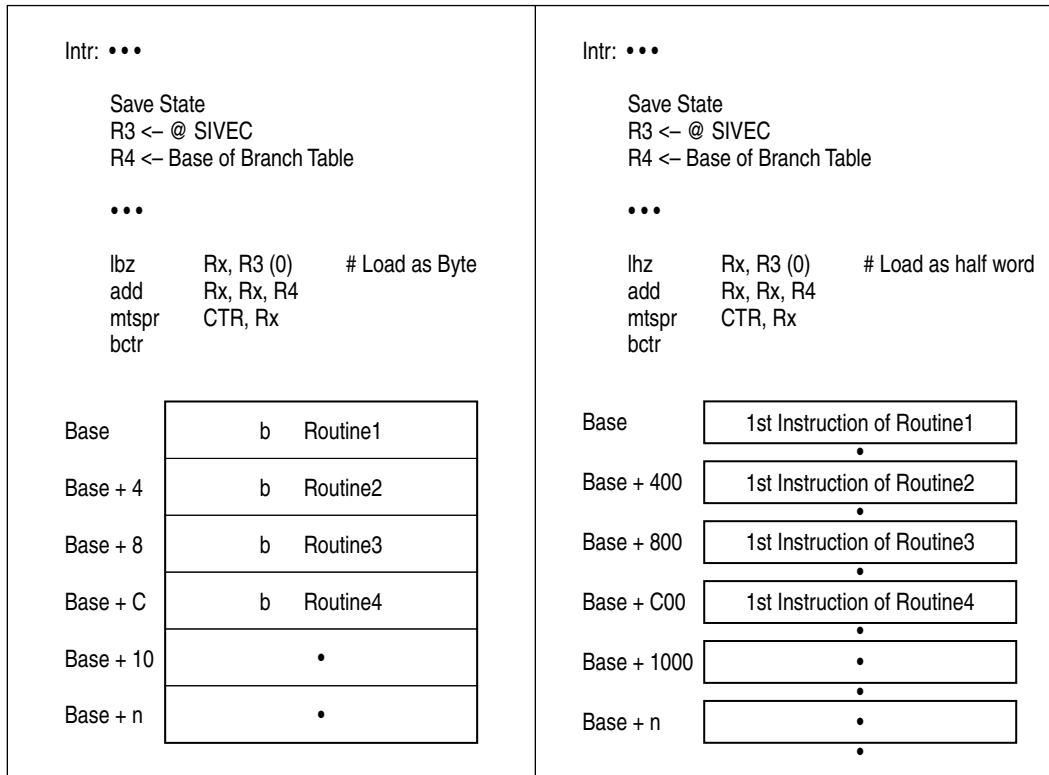 Intr: •••
Save State
R3 <– @ SIVEC
R4 <– Base of Branch Table
•••
lbz Rx, R3 (0) # Load as Byte
add Rx, Rx, R4
mtspr CTR, Rx
bctr
Base b Routine1
Base + 4 b Routine2
Base + 8 b Routine3
Base + C b Routine4
Base + 10 •
Base + n •
Intr: •••
Save State
R3 <– @ SIVEC
R4 <– Base of Branch Table
•••
lhz Rx, R3 (0) # Load as half word
add Rx, Rx, R4
mtspr CTR, Rx
bctr
Base 1st Instruction of Routine1
•
Base + 400 1st Instruction of Routine2
•
Base + 800 1st Instruction of Routine3
•
Base + C00 1st Instruction of Routine4
•
Base + 1000 •
•
Base + n •
•